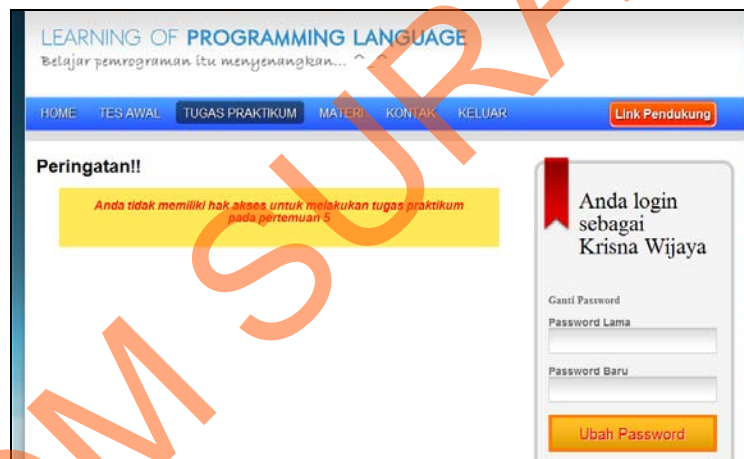 LEARNING OF PROGRAMMING LANGUAGE
Belajar pemrograman itu menyenangkan... ^_^
HOME TES AWAL TUGAS PRAKTIKUM MATERI KONTAK KELUAR Link Pendukung
Peringatan!!
Anda tidak memiliki hak akses untuk melakukan tugas praktikum
pada pertemuan 5
Anda login
sebagai
Krisna Wijaya
Ganti Password
Password Lama
Password Baru
Ubah Password